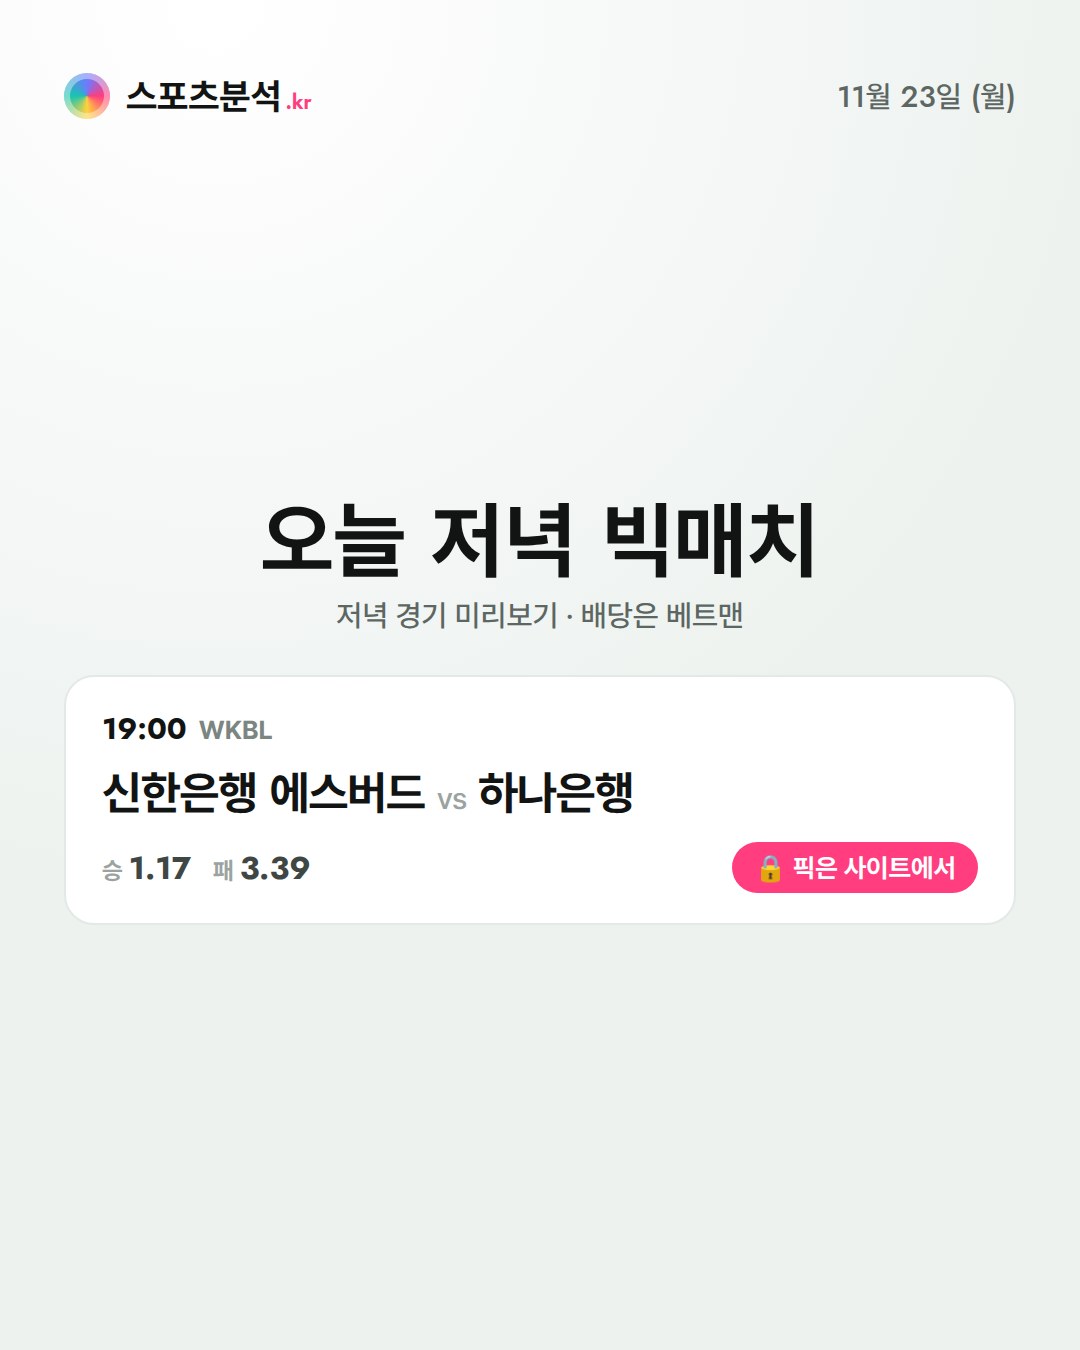 스포츠분석.kr
11월 23일 (월)
오늘 저녁 빅매치
저녁 경기 미리보기 · 배당은 베트맨
19:00 WKBL
신한은행 에스버드 vs 하나은행
승 1.17 패 3.39
🔒 픽은 사이트에서